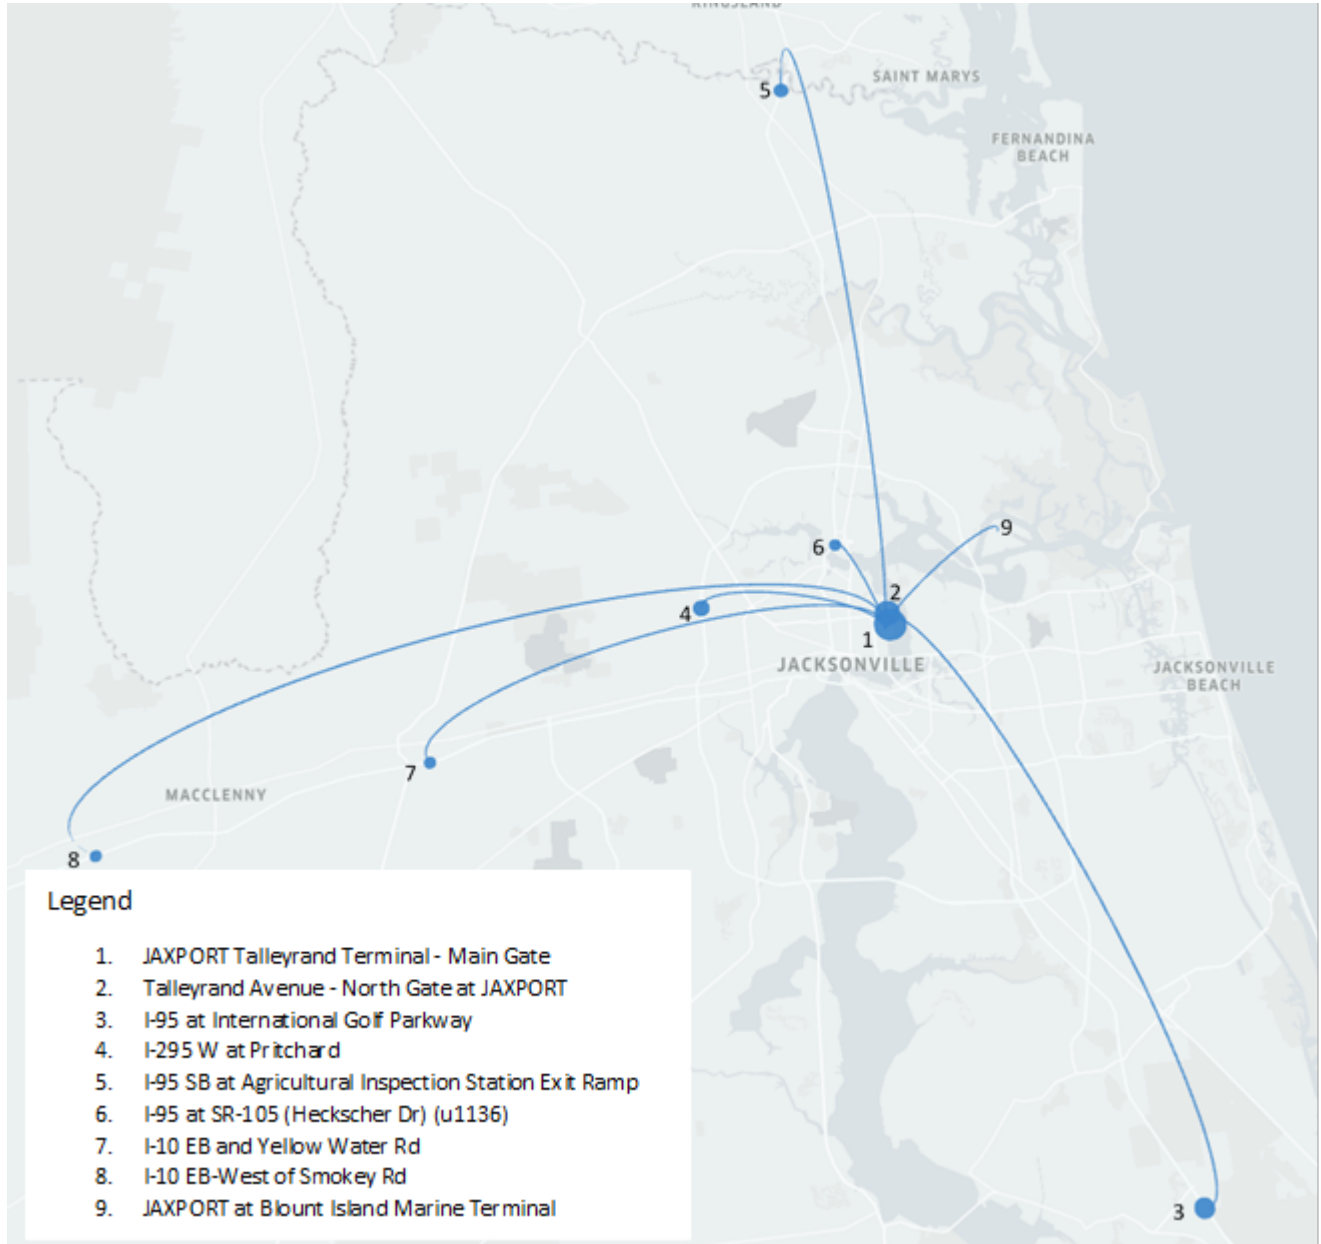 KINGSLAND
SAINT MARYS
5
FERNANDINA
BEACH
9
6
2
4
1
JACKSONVILLE
JACKSONVILLE
BEACH
7
MACCLENNY
8
3
Legend
1. JAXPORT Talleyrand Terminal - Main Gate
2. Talleyrand Avenue - North Gate at JAXPORT
3. I-95 at International Golf Parkway
4. I-295 W at Pritchard
5. I-95 SB at Agricultural Inspection Station Exit Ramp
6. I-95 at SR-105 (Heckscher Dr) (u1136)
7. I-10 EB and Yellow Water Rd
8. I-10 EB-West of Smokey Rd
9. JAXPORT at Blount Island Marine Terminal